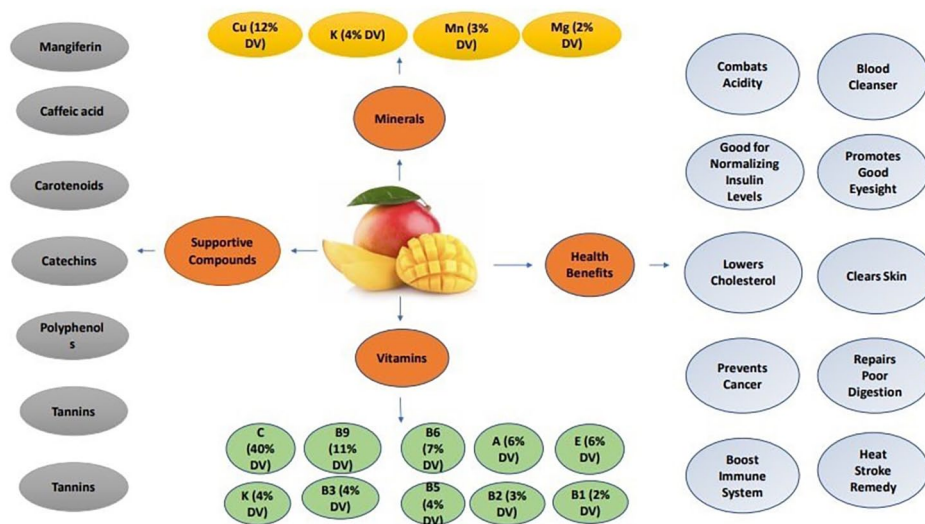 Cu (12%
DV)
K (4% DV)
Mn (3%
DV)
Mg (2%
DV)
Minerals
Mangiferin
Caffeic acid
Carotenoids
Catechins
Polyphenol
s
Tannins
Tannins
Supportive
Compounds
Health
Benefits
Vitamins
C
(40%
DV)
B9
(11%
DV)
B6
(7%
DV)
A (6%
DV)
E (6%
DV)
K (4%
DV)
B3 (4%
DV)
B5
(4%
DV)
B2 (3%
DV)
B1 (2%
DV)
Combats
Acidity
Blood
Cleanser
Good for
Normalizing
Insulin
Levels
Promotes
Good
Eyesight
Lowers
Cholesterol
Clears Skin
Prevents
Cancer
Repairs
Poor
Digestion
Boost
Immune
System
Heat
Stroke
Remedy